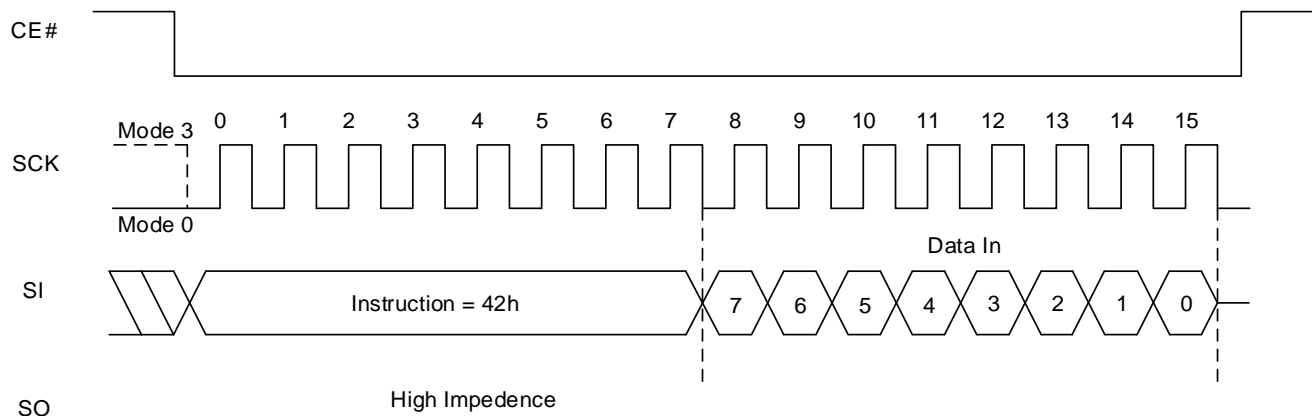 CE#
0 1 2 3 4 5 6 7 8 9 10 11 12 13 14 15
Mode 3
SCK
Mode 0
Data In
SI
Instruction = 42h
7 6 5 4 3 2 1 0
High Impedence
SO